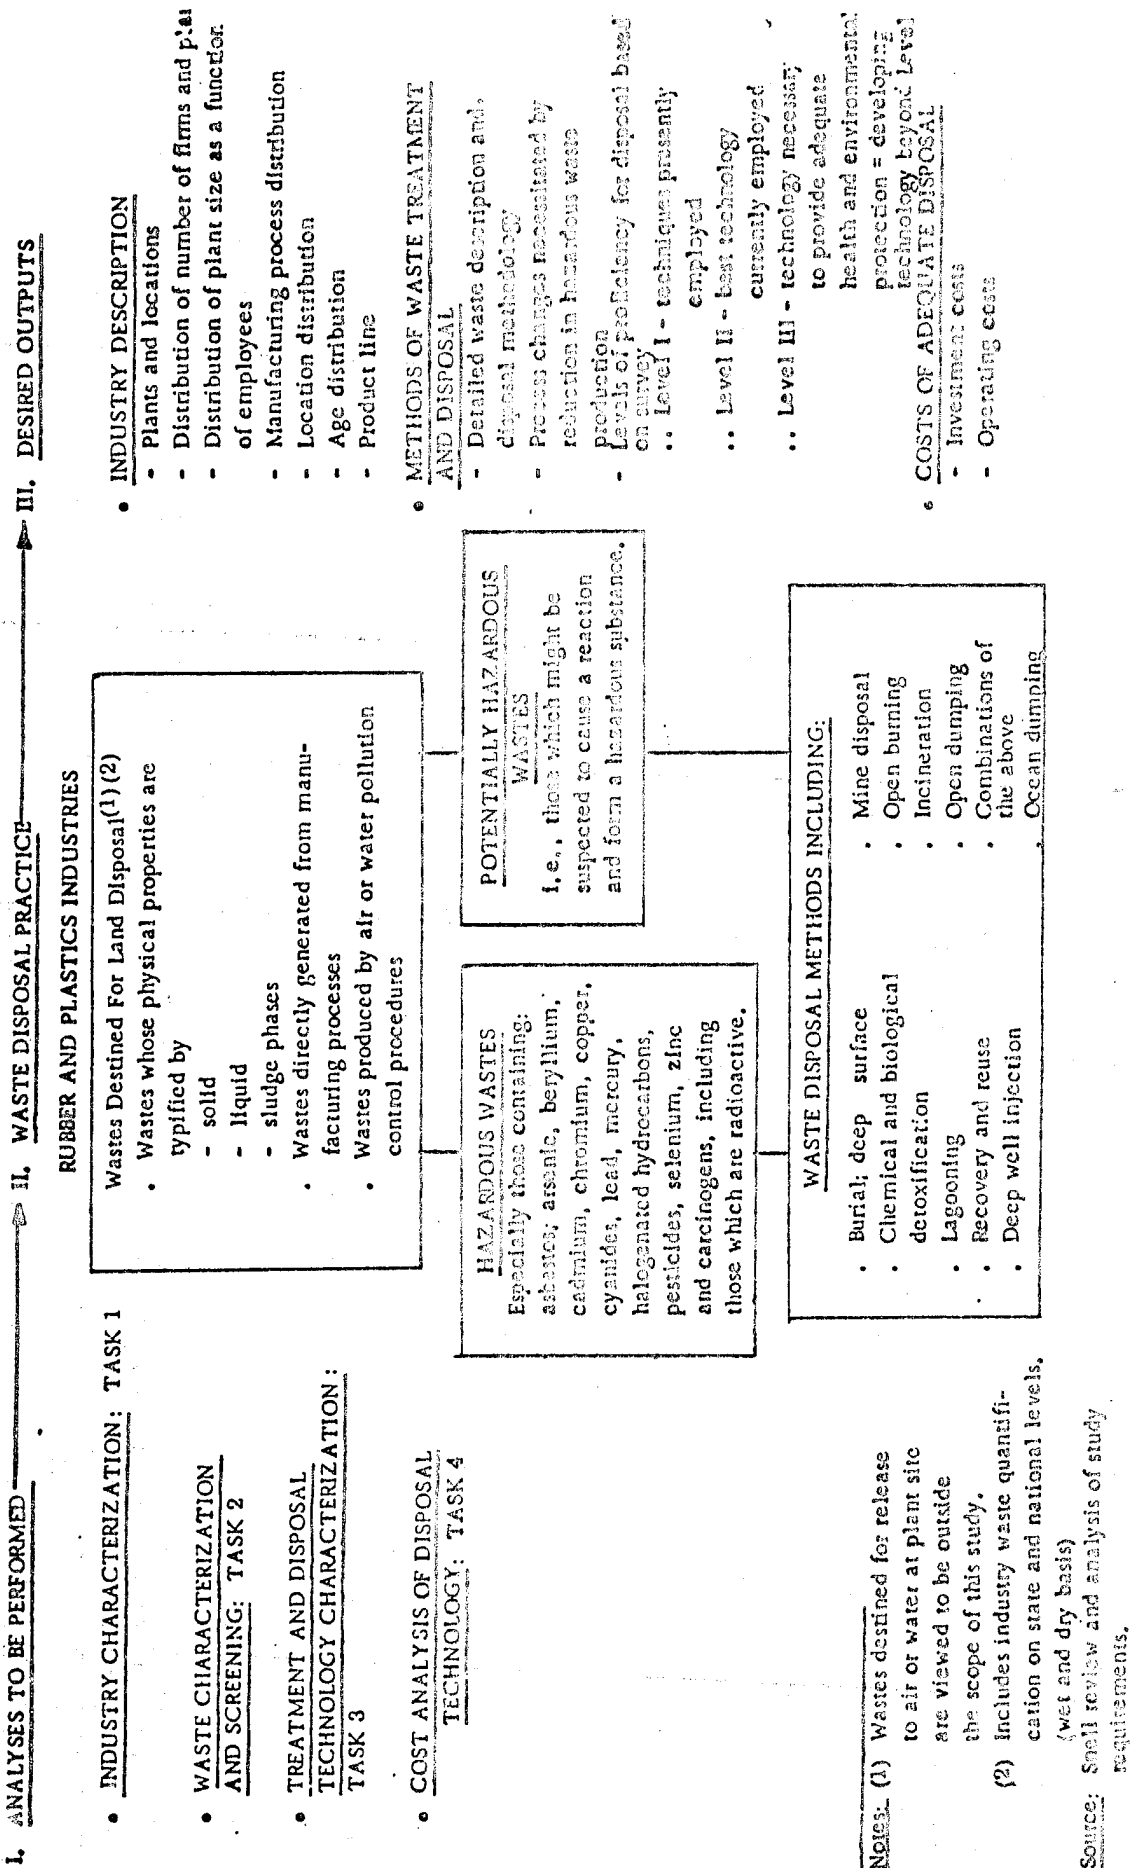 I. ANALYSES TO BE PERFORMED
• INDUSTRY CHARACTERIZATION: TASK 1
• WASTE CHARACTERIZATION
AND SCREENING: TASK 2
• TREATMENT AND DISPOSAL
TECHNOLOGY CHARACTERIZATION:
TASK 3
• COST ANALYSIS OF DISPOSAL
TECHNOLOGY: TASK 4
Notes: (1) Wastes destined for release
to air or water at plant site
are viewed to be outside
the scope of this study.
(2) Includes industry waste quantifi-
cation on state and national levels.
(wet and dry basis)
Source: Snell review and analysis of study
requirements.
II. WASTE DISPOSAL PRACTICE
RUBBER AND PLASTICS INDUSTRIES
Wastes Destined For Land Disposal(1) (2)
• Wastes whose physical properties are
typified by
- solid
- liquid
- sludge phases
• Wastes directly generated from manu-
facturing processes
• Wastes produced by air or water pollution
control procedures
HAZARDOUS WASTES
Especially those containing:
asbestos; arsenic, beryllium,
cadmium, chromium, copper,
cyanides, lead, mercury,
halogenated hydrocarbons,
pesticides, selenium, zinc
and carcinogens, including
those which are radioactive.
POTENTIALLY HAZARDOUS
WASTES
i.e., those which might be
suspected to cause a reaction
and form a hazardous substance.
WASTE DISPOSAL METHODS INCLUDING:
• Burial; deep surface
• Chemical and biological
detoxification
• Lagooning
• Recovery and reuse
• Deep well injection
• Mine disposal
• Open burning
• Incineration
• Open dumping
• Combinations of
the above
• Ocean dumping
III. DESIRED OUTPUTS
• INDUSTRY DESCRIPTION
- Plants and locations
- Distribution of number of firms and
- Distribution of plant size as a function
of employees
- Manufacturing process distribution
- Location distribution
- Age distribution
- Product line
• METHODS OF WASTE TREATMENT
AND DISPOSAL
- Detailed waste description and
disposal methodology
- Process changes necessitated by
reduction in hazardous waste
production
- Levels of proficiency for disposal based
on survey
.. Level I - techniques presently
employed
.. Level II - best technology
currently employed
.. Level III - technology necessary
to provide adequate
health and environmental
protection = developing
technology beyond Level
• COSTS OF ADEQUATE DISPOSAL
- Investment costs
- Operating costs